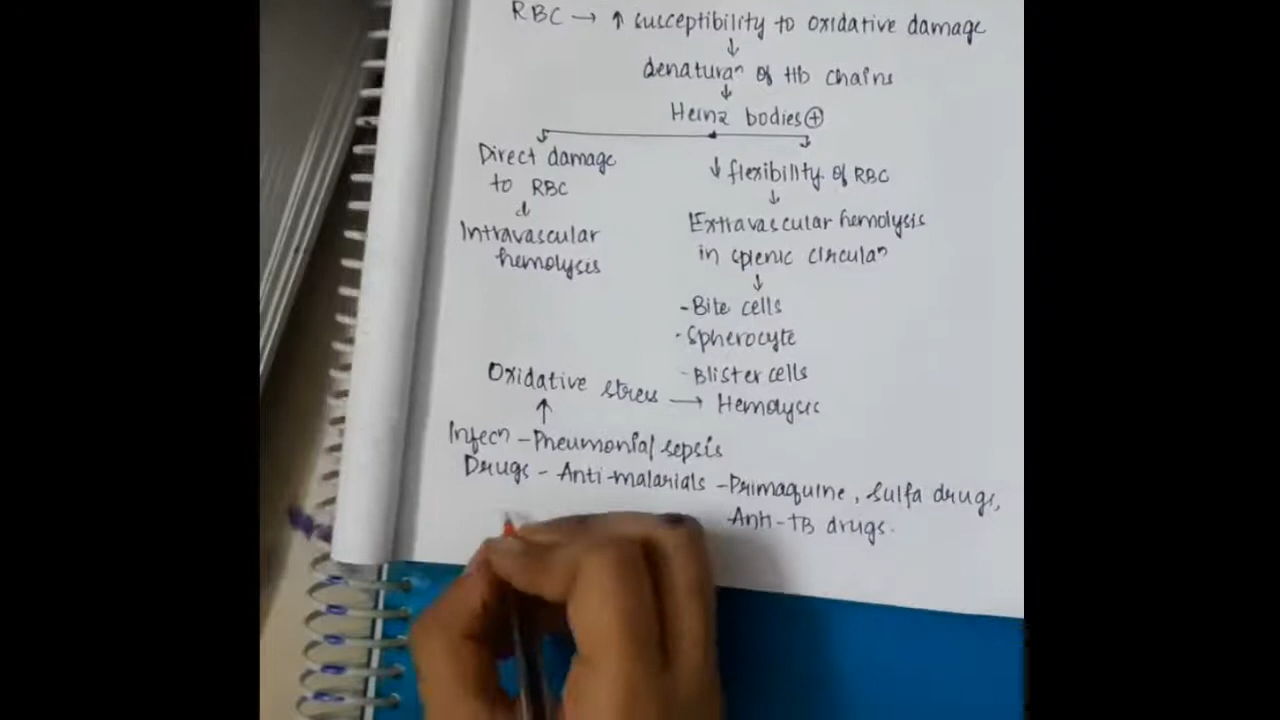 RBC → ↑ susceptibility to oxidative damage
↓
denaturaⁿ of Hb chains
↓
Heinz bodies ⊕
Direct damage
to RBC
↓
Intravascular
hemolysis
↓ flexibility of RBC
↓
Extravascular hemolysis
in splenic circulaⁿ
↓
- Bite cells
- Spherocyte
- Blister cells
Oxidative stress → Hemolysis
↑
Infecⁿ - Pneumonia/sepsis
Drugs - Anti-malarials - Primaquine, Sulfa drugs,
Anti-TB drugs.